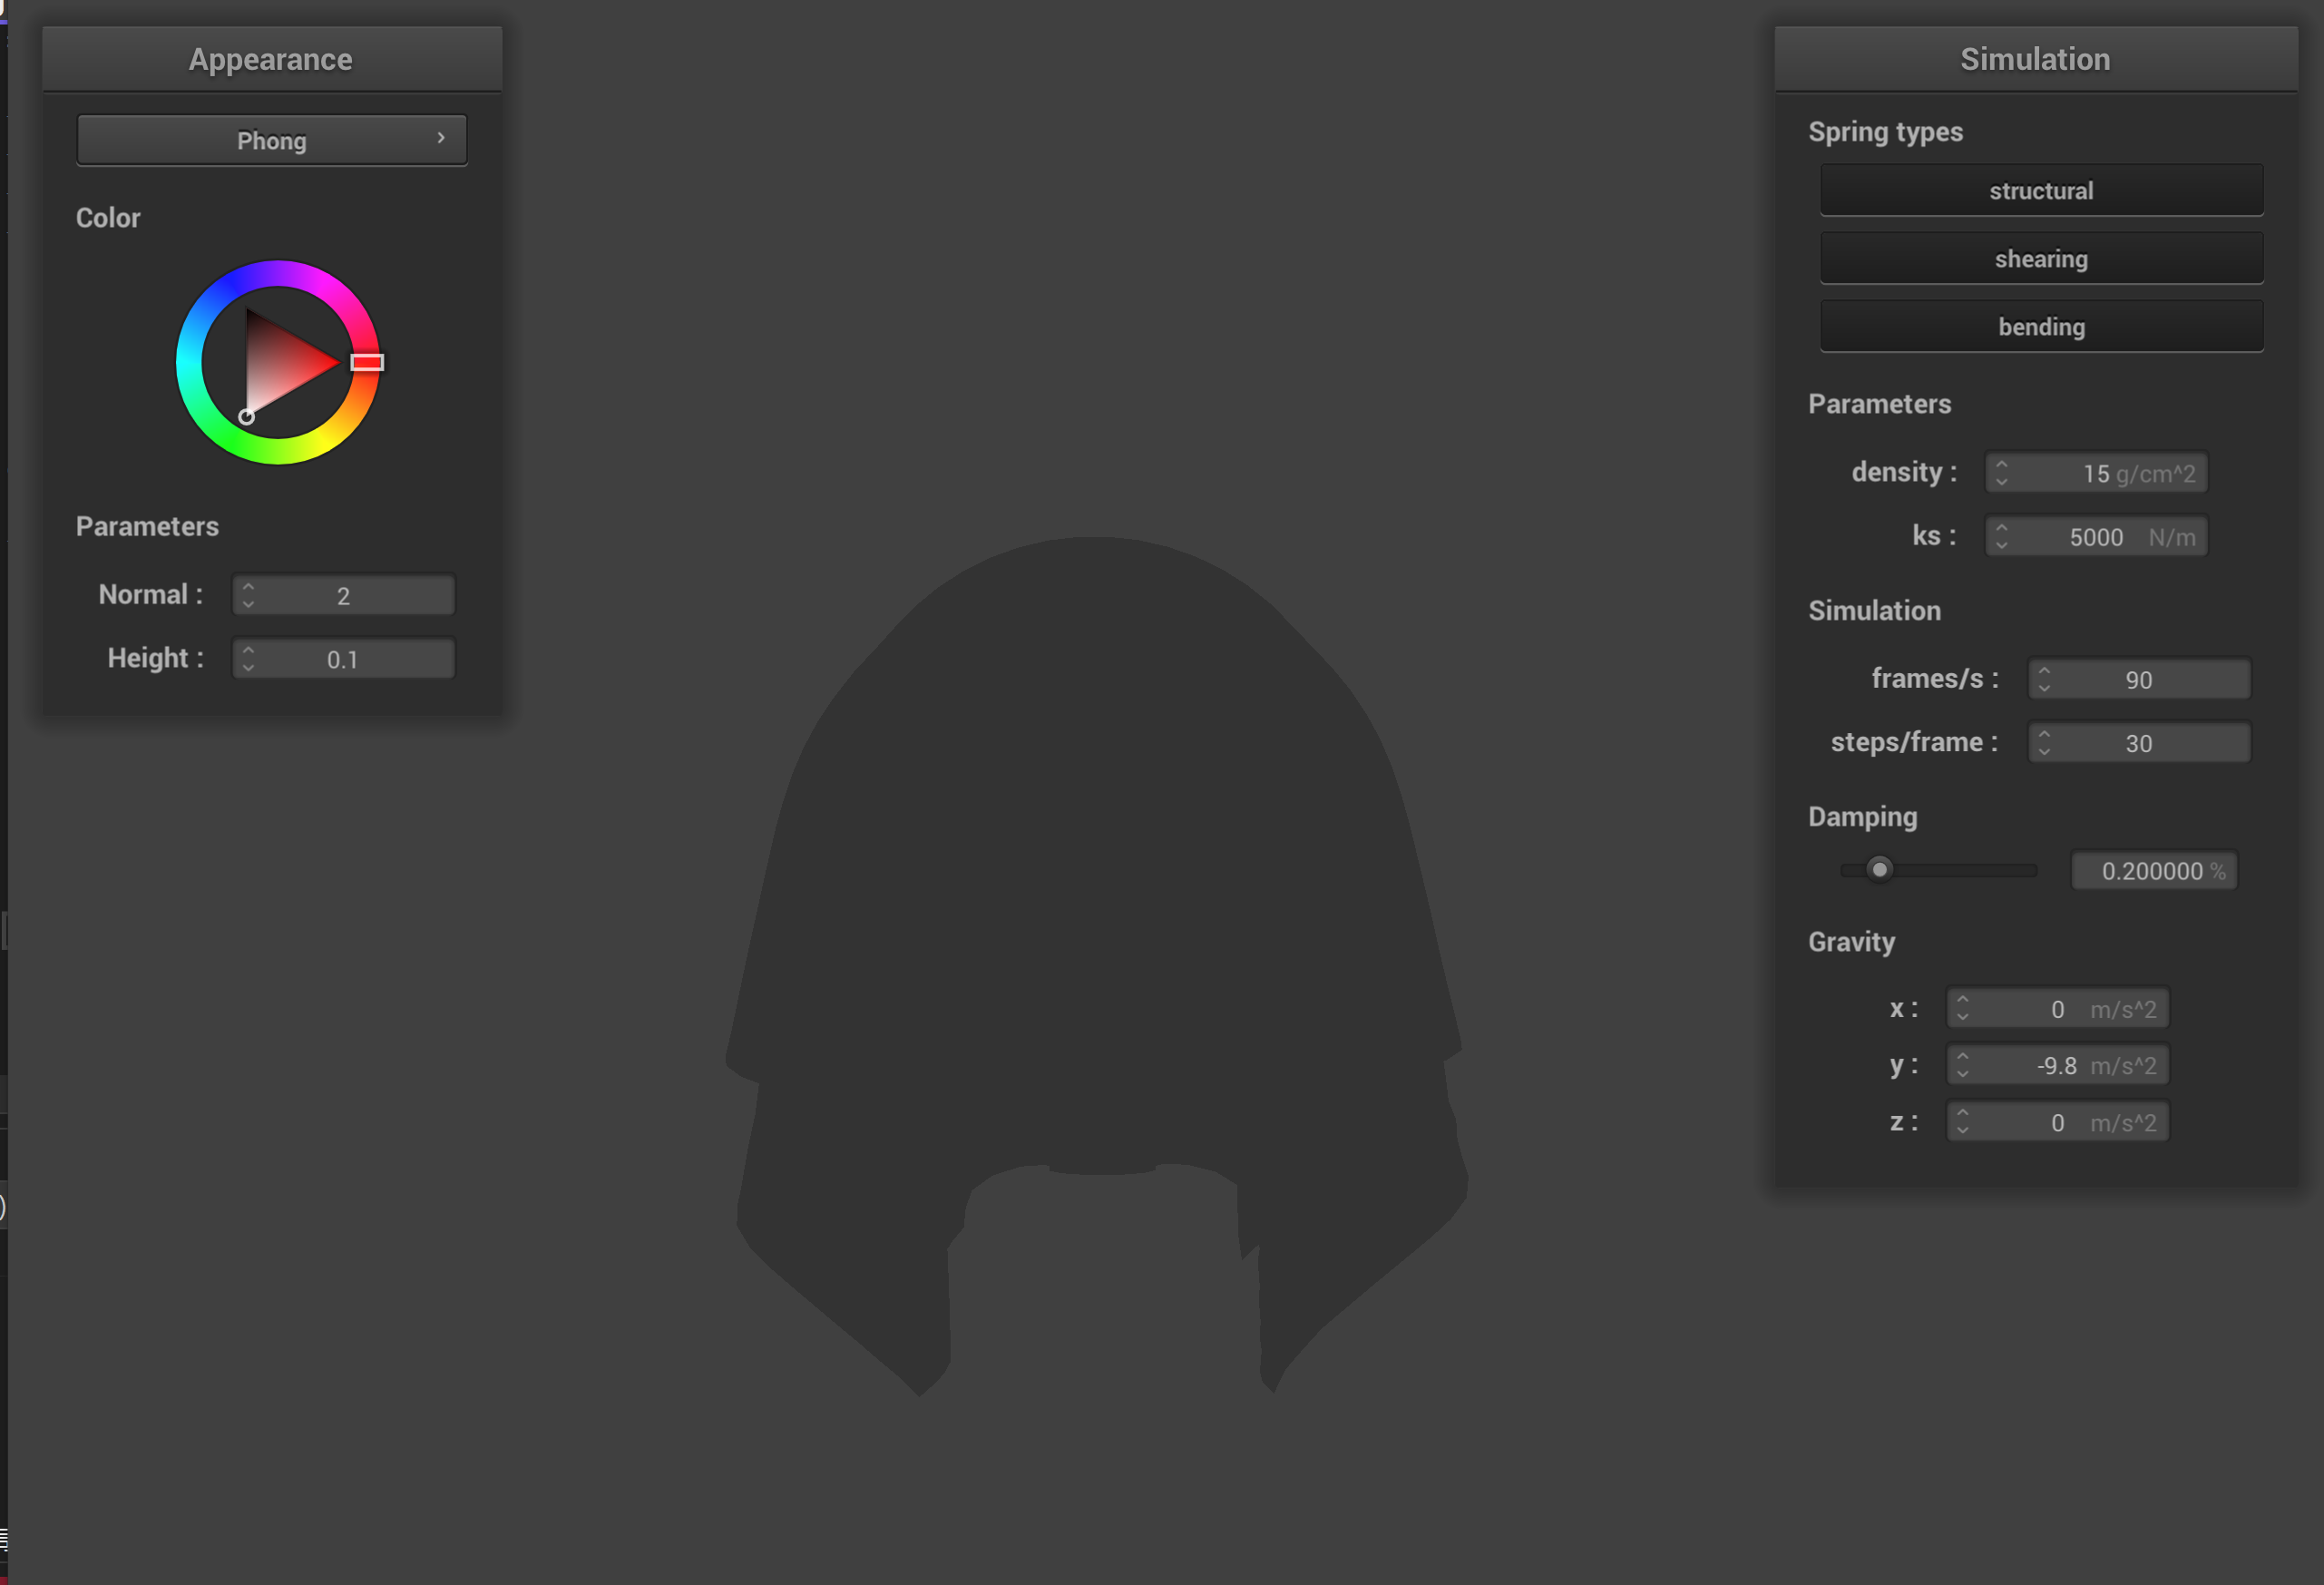 Appearance
Phong
Color
Parameters
Normal : 2
Height : 0.1
Simulation
Spring types
structural
shearing
bending
Parameters
density : 15 g/cm^2
ks : 5000 N/m
Simulation
frames/s : 90
steps/frame : 30
Damping
0.200000 %
Gravity
x : 0 m/s^2
y : -9.8 m/s^2
z : 0 m/s^2